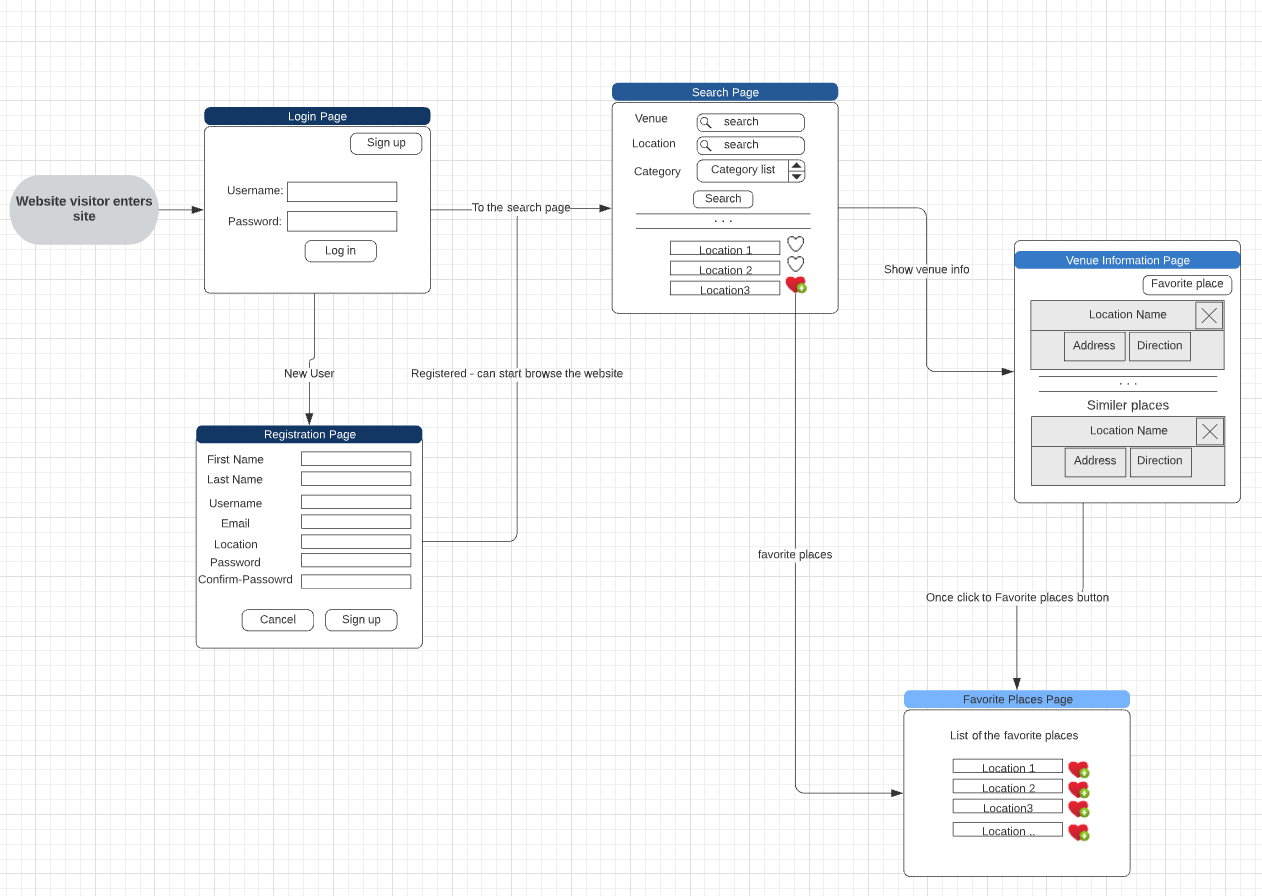 Website visitor enters
site
Login Page
Sign up
Username:
Password:
Log in
To the search page
New User
Registered - can start browse the website
Registration Page
First Name
Last Name
Username
Email
Location
Password
Confirm-Passowrd
Cancel
Sign up
Search Page
Venue
search
Location
search
Category
Category list
Search
. . .
Location 1
Location 2
Location3
Show venue info
favorite places
Venue Information Page
Favorite place
Location Name
Address
Direction
. . .
Similer places
Location Name
Address
Direction
Once click to Favorite places button
Favorite Places Page
List of the favorite places
Location 1
Location 2
Location3
Location ..